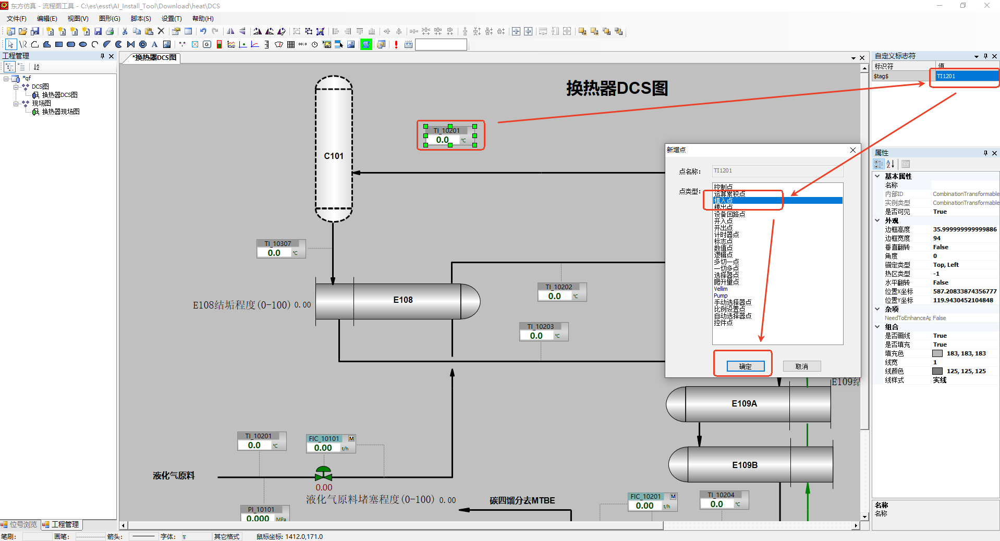 东方仿真 - 流程图工具 - C:\es\esst\AI_Install_Tool\Download\heat\DCS
文件(F) 编辑(E) 视图(V) 图形(G) 脚本(S) 设置(T) 帮助(H)
工程管理
*qf
DCS图
换热器DCS图
现场图
换热器现场图
位号浏览 工程管理
*换热器DCS图
换热器DCS图
C101
TI_10201
0.0 ℃
TI_10307
0.0 ℃
E108
E108结垢程度(0-100) 0.00
TI_10202
0.0 ℃
TI_10203
0.0 ℃
TI_10201
0.0 ℃
FIC_10101 M
0.00 t/h
液化气原料
0.00
液化气原料堵塞程度(0-100) 0.00
PI_10101
0.000 MPa
碳四馏分去MTBE
E109结
E109A
E109B
FIC_10201 M
0.00 t/h
TI_10204
0.0 ℃
新增点
点名称: TI1201
点类型:
控制点
运算累积点
模入点
模出点
设备回路点
开入点
开出点
计时器点
标志点
数值点
逻辑点
多切一点
一切多点
选择器点
爬升量点
Vellim
Pump
手动选择器点
比例设置点
自动选择器点
控件点
确定 取消
自定义标志符
标识符 值
$tag$ TI1201
属性
基本属性
名称
内部ID CombinationTransformable
实例类型 CombinationTransformable
是否可见 True
外观
边框高度 35.999999999999886
边框宽度 94
垂直翻转 False
角度 0
锚定类型 Top, Left
热区类型 -1
水平翻转 False
位置X坐标 587.20833874356777
位置Y坐标 119.9430452104848
杂项
NeedToEnhanceAp False
组合
是否画线 True
是否填充 True
填充色 183, 183, 183
线宽 1
线颜色 125, 125, 125
线样式 实线
名称
名称
笔刷: 画笔: 箭头: 字体: W 其它格式 鼠标坐标: 1412.0,171.0